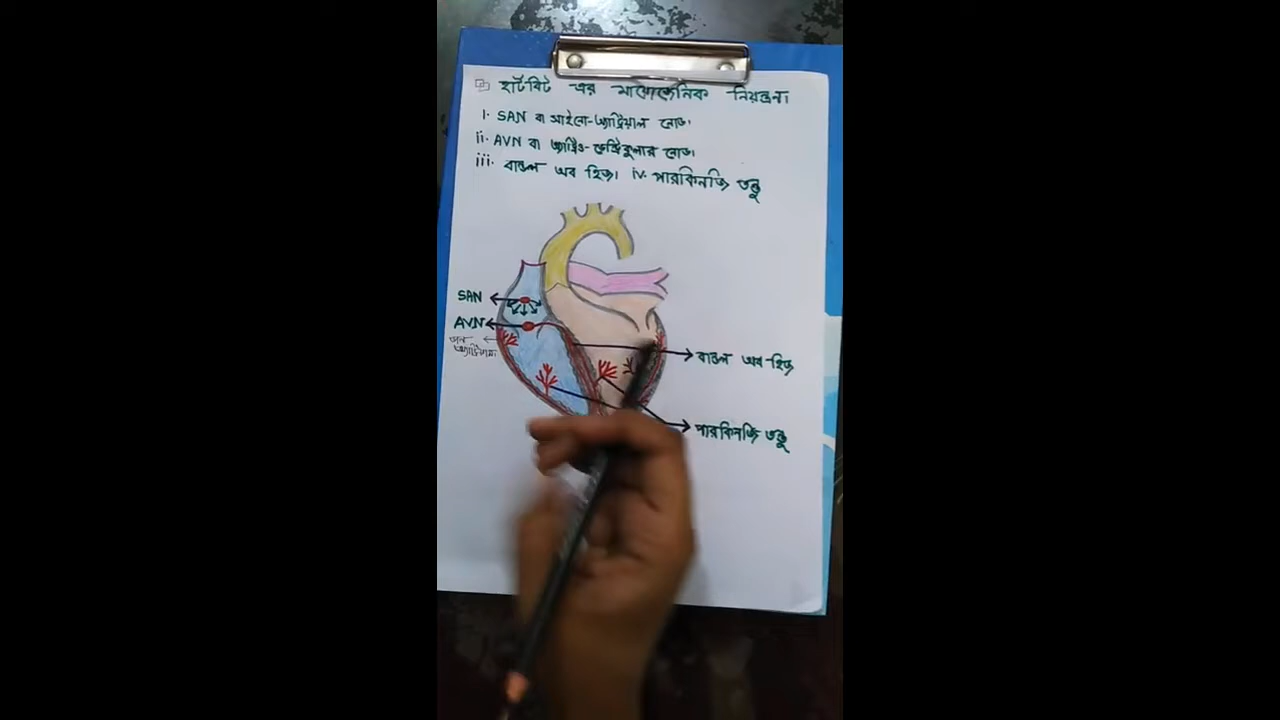 হার্টবিট এর মায়োজেনিক নিয়ন্ত্রণ
i. SAN বা সাইনো-অ্যাট্রিয়াল নোড।
ii. AVN বা অ্যাট্রিও-ভেন্ট্রিকুলার নোড।
iii. বান্ডল অব হিজ। iv. পারকিনজি তন্তু
SAN
AVN
ডান
অ্যাট্রিয়াম
বান্ডল অব-হিজ
পারকিনজি তন্তু